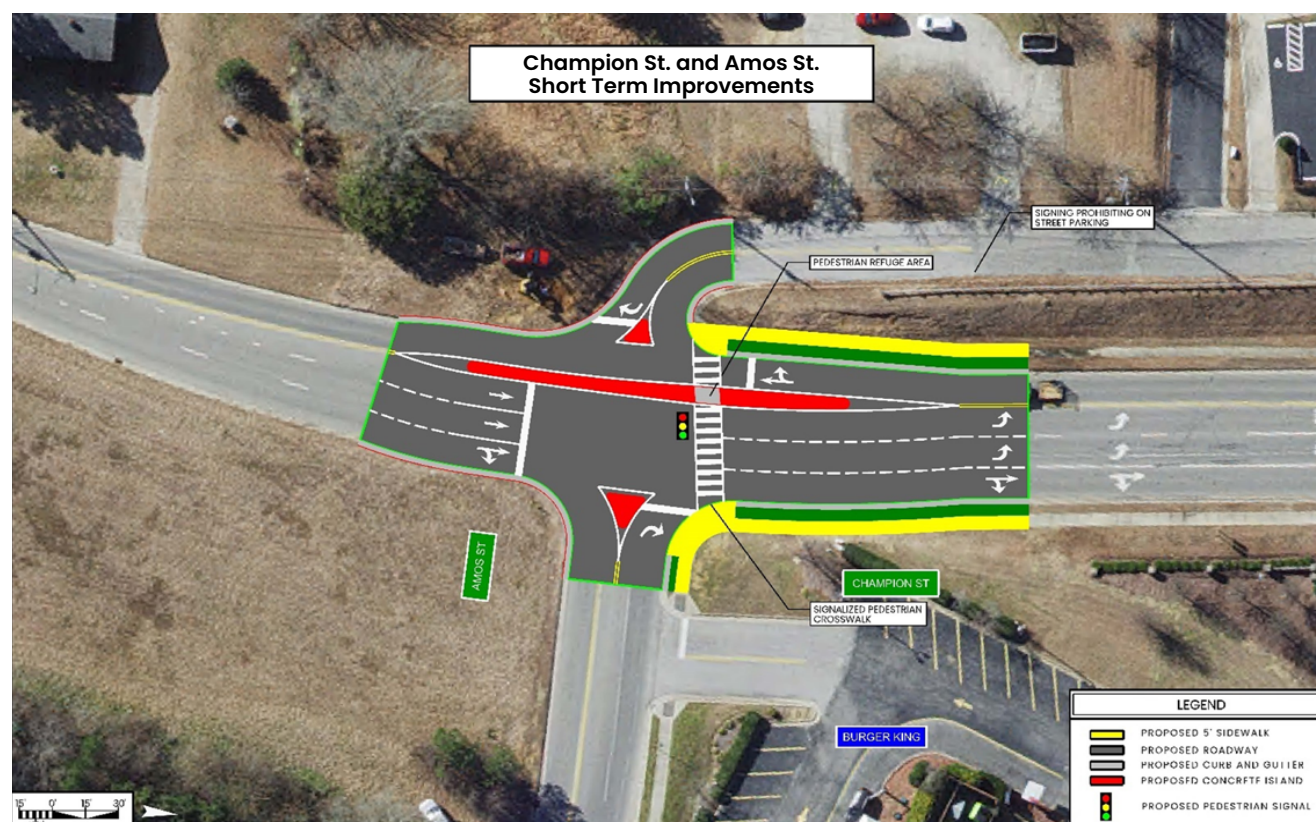 Champion St. and Amos St.
Short Term Improvements
SIGNING PROHIBITING ON
STREET PARKING
PEDESTRIAN REFUGE AREA
AMOS ST
CHAMPION ST
SIGNALIZED PEDESTRIAN
CROSSWALK
BURGER KING
LEGEND
PROPOSED 5' SIDEWALK
PROPOSED ROADWAY
PROPOSED CURB AND GUTTER
PROPOSED CONCRETE ISLAND
PROPOSED PEDESTRIAN SIGNAL
15' 0' 15' 30'